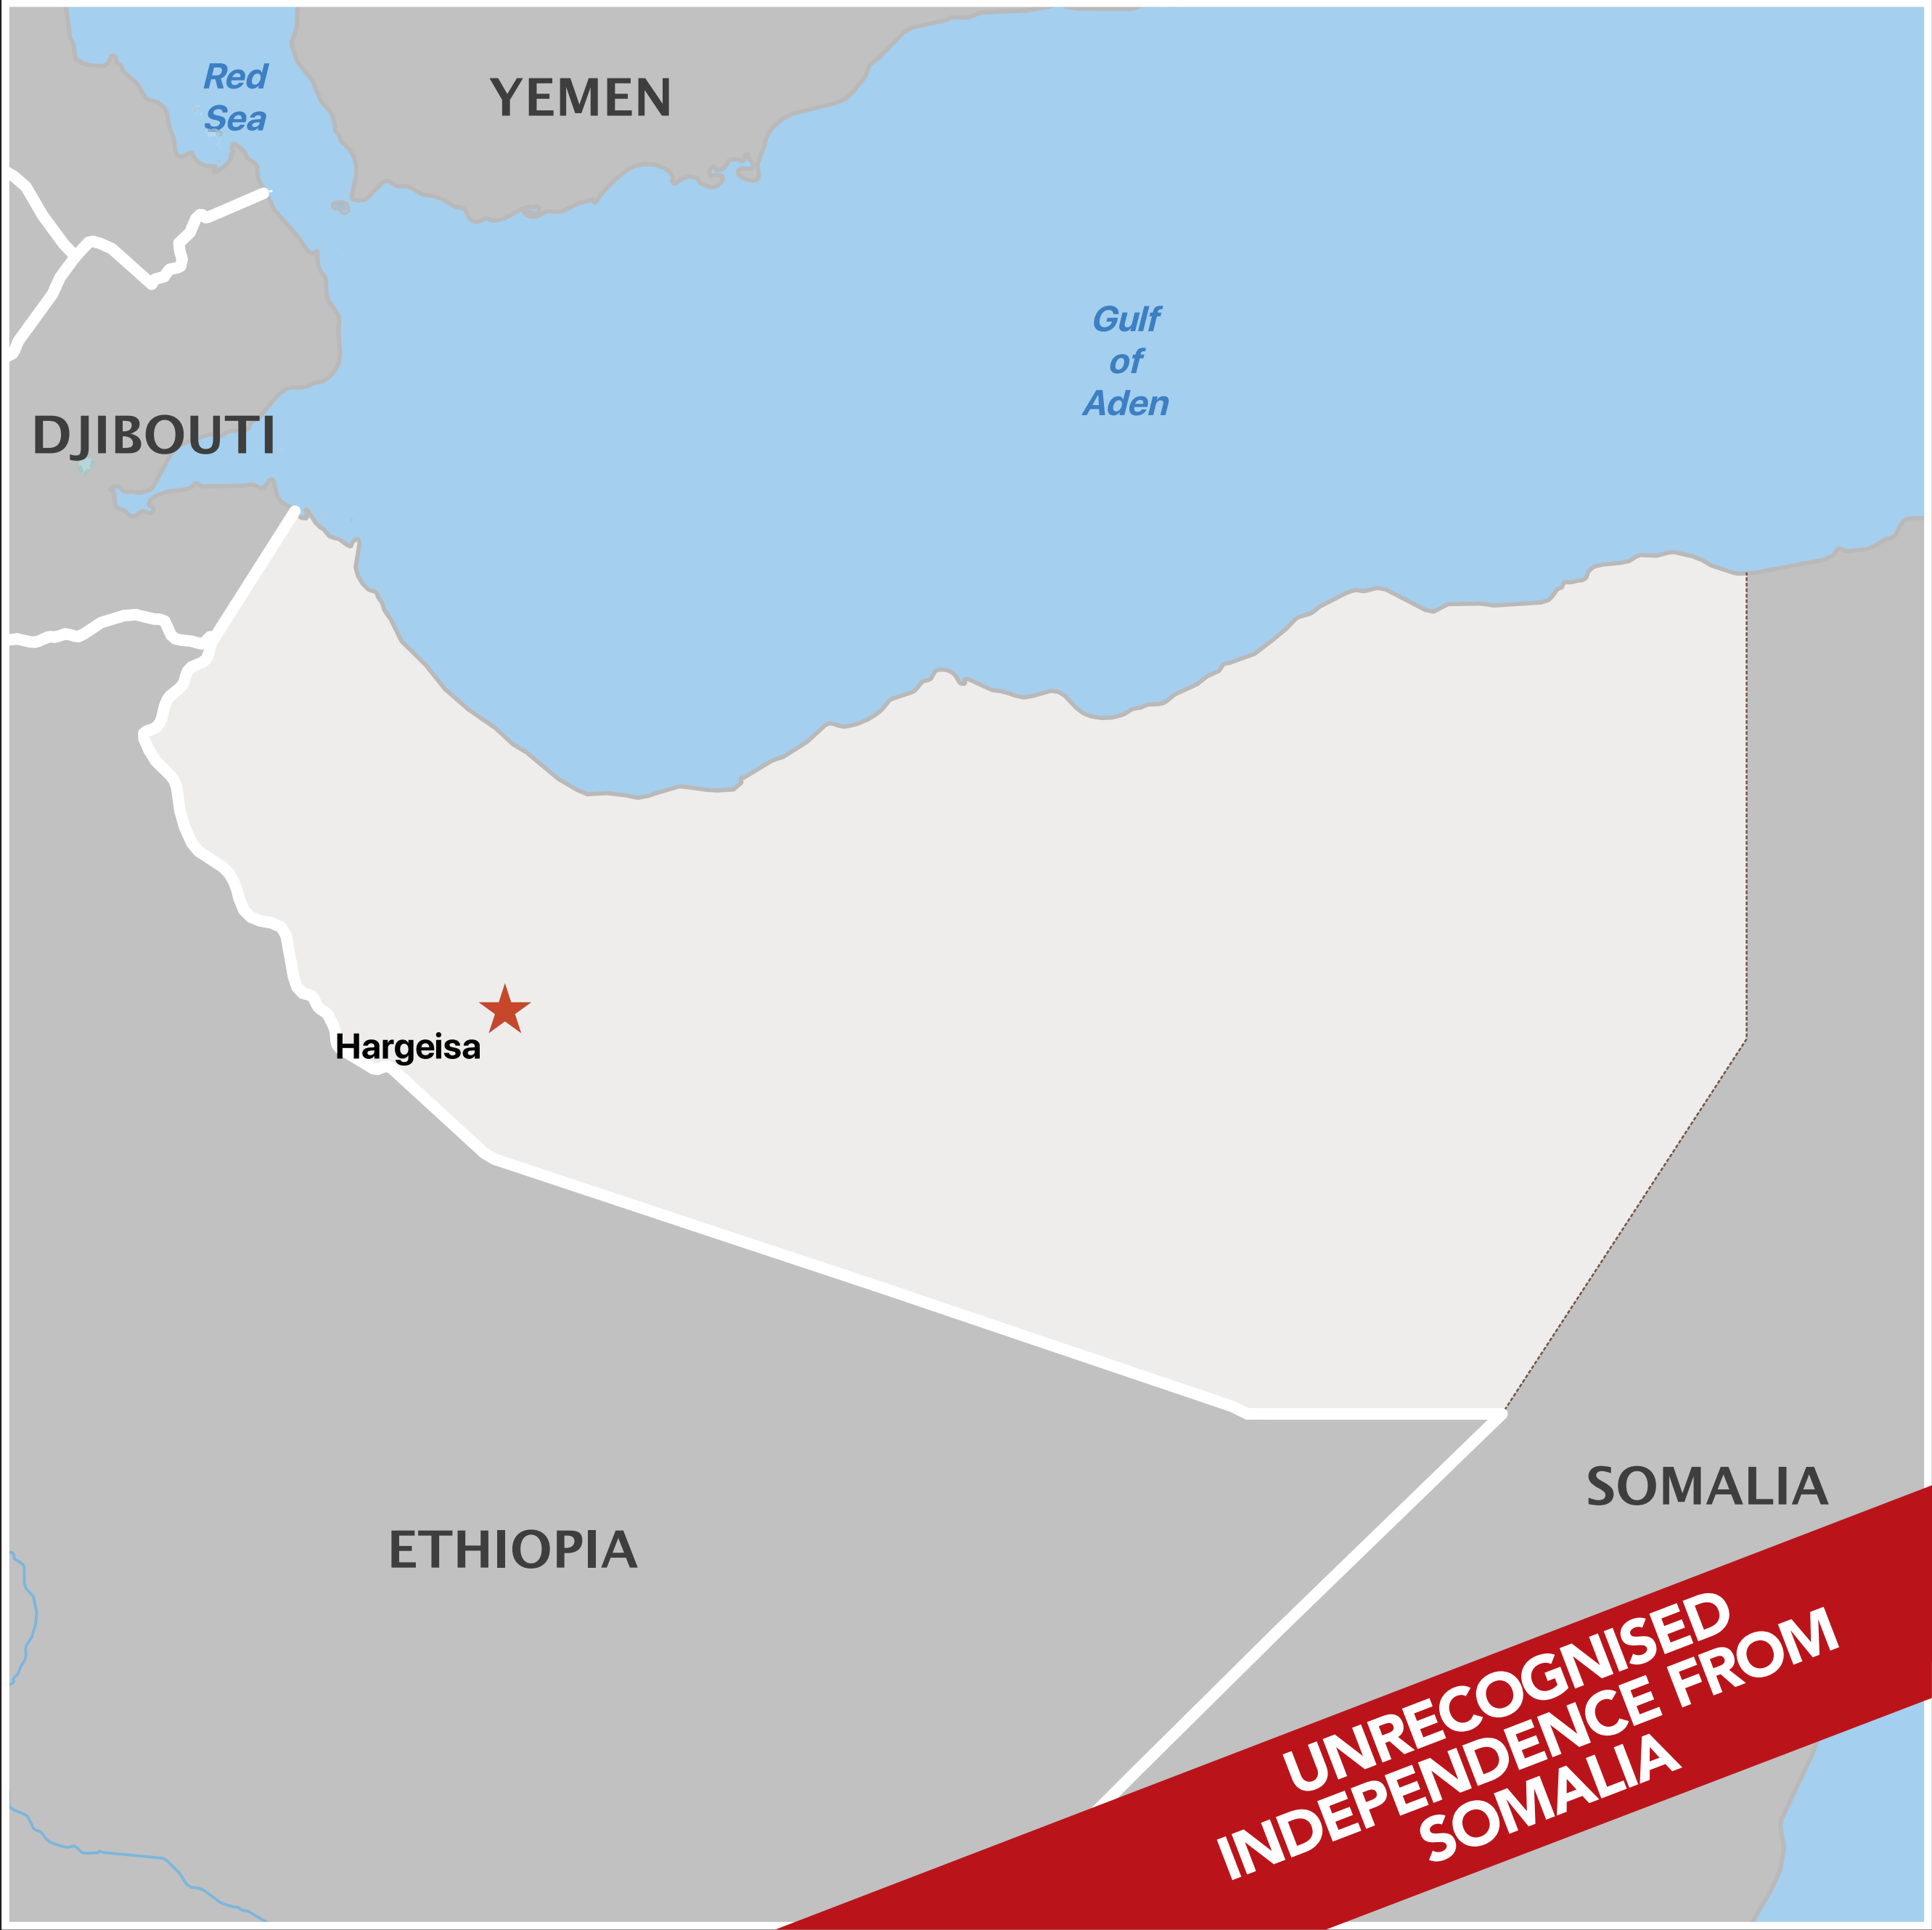 Red
Sea
YEMEN
Gulf
of
Aden
DJIBOUTI
Hargeisa
SOMALIA
ETHIOPIA
UNRECOGNISED
INDEPENDENCE FROM
SOMALIA